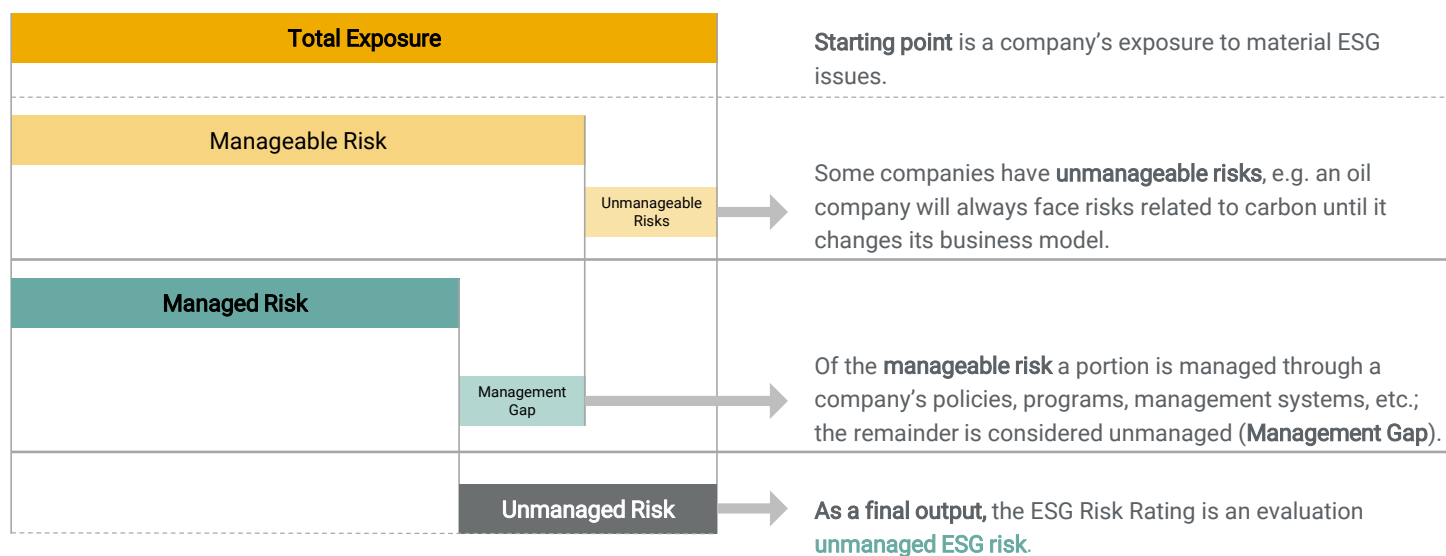 Total Exposure
Starting point is a company's exposure to material ESG
issues.
Manageable Risk
Unmanageable
Risks
Some companies have unmanageable risks, e.g. an oil
company will always face risks related to carbon until it
changes its business model.
Managed Risk
Management
Gap
Of the manageable risk a portion is managed through a
company's policies, programs, management systems, etc.;
the remainder is considered unmanaged (Management Gap).
Unmanaged Risk
As a final output, the ESG Risk Rating is an evaluation
unmanaged ESG risk.